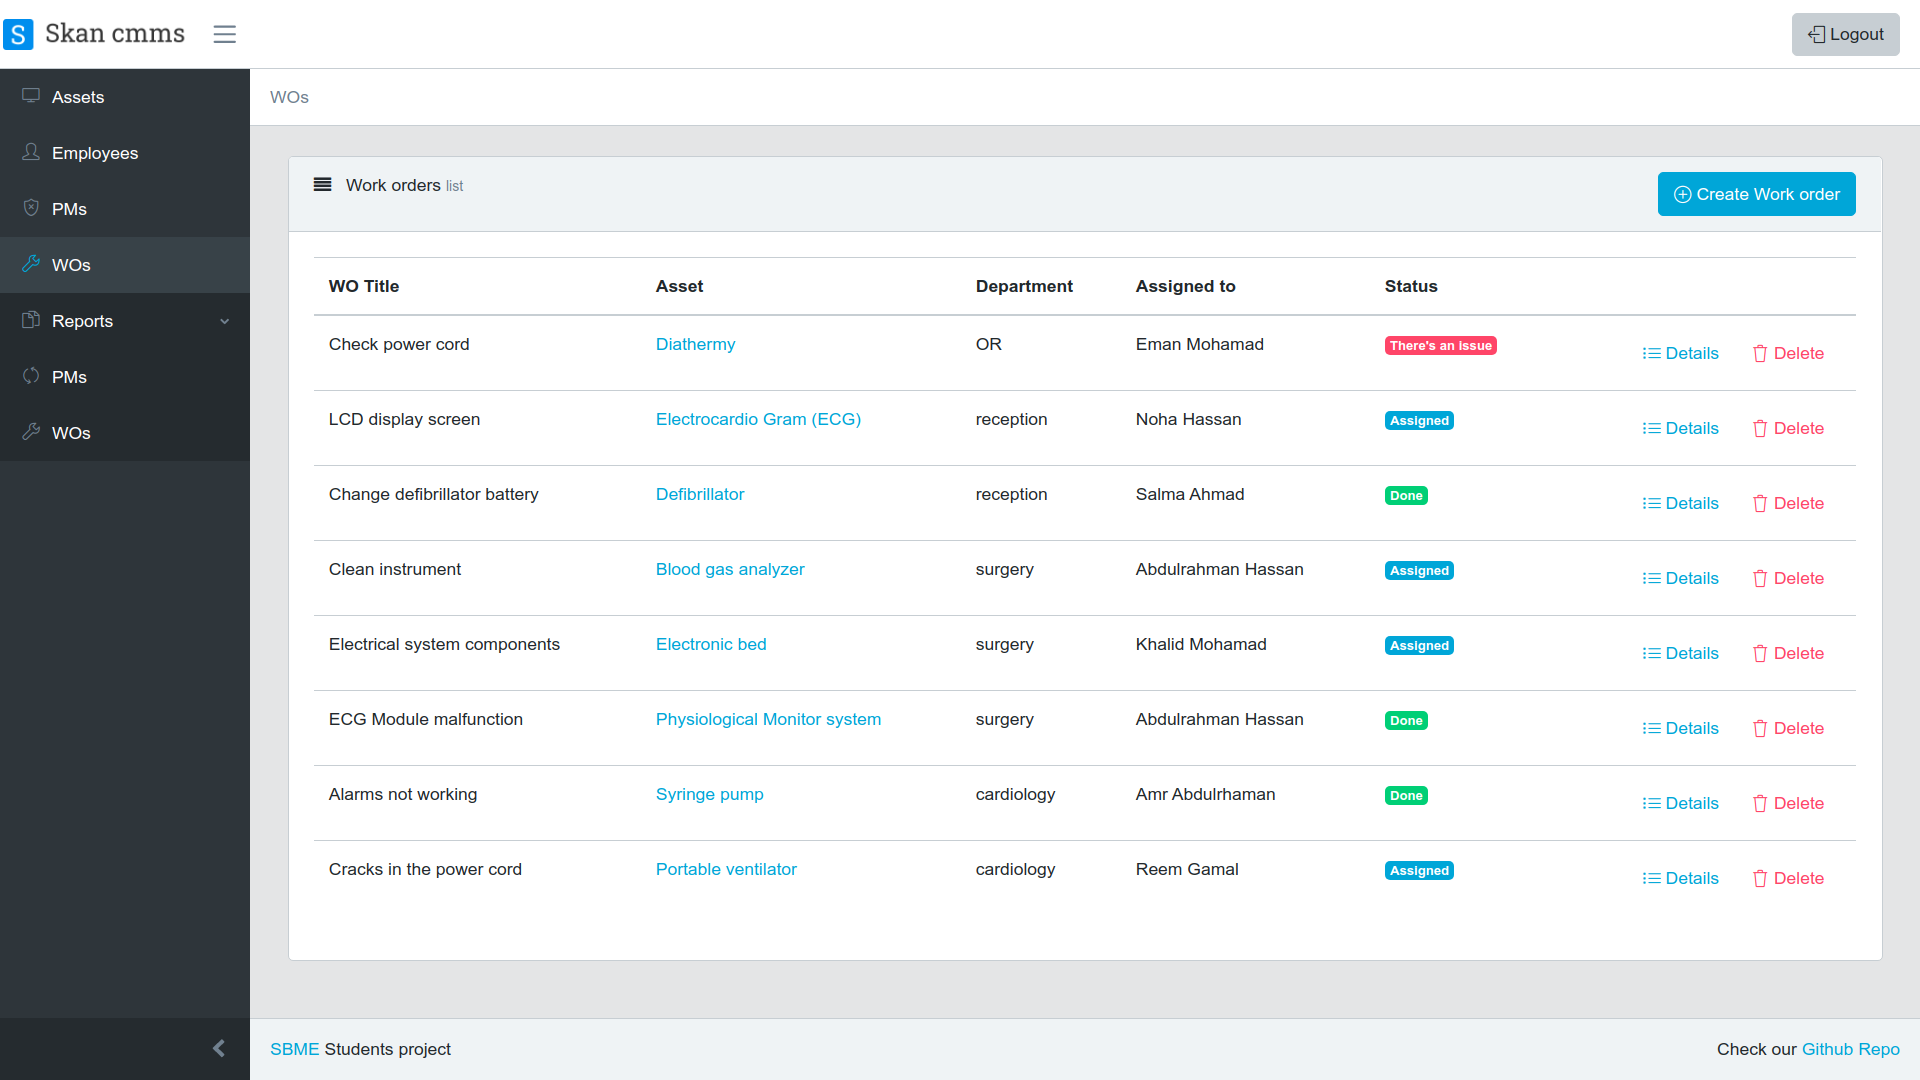 S Skan cmms
Logout
Assets
Employees
PMs
WOs
Reports
PMs
WOs
WOs
Work orders list
Create Work order
WO Title Asset Department Assigned to Status
Check power cord Diathermy OR Eman Mohamad There's an issue Details Delete
LCD display screen Electrocardio Gram (ECG) reception Noha Hassan Assigned Details Delete
Change defibrillator battery Defibrillator reception Salma Ahmad Done Details Delete
Clean instrument Blood gas analyzer surgery Abdulrahman Hassan Assigned Details Delete
Electrical system components Electronic bed surgery Khalid Mohamad Assigned Details Delete
ECG Module malfunction Physiological Monitor system surgery Abdulrahman Hassan Done Details Delete
Alarms not working Syringe pump cardiology Amr Abdulrhaman Done Details Delete
Cracks in the power cord Portable ventilator cardiology Reem Gamal Assigned Details Delete
SBME Students project
Check our Github Repo